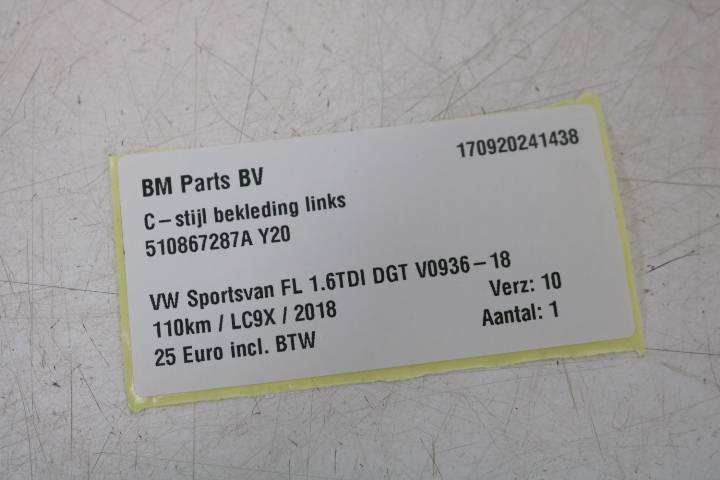 170920241438
BM Parts BV
C-stijl bekleding links
510867287A Y20
VW Sportsvan FL 1.6TDI DGT V0936-18
110km / LC9X / 2018 Verz: 10
25 Euro incl. BTW Aantal: 1